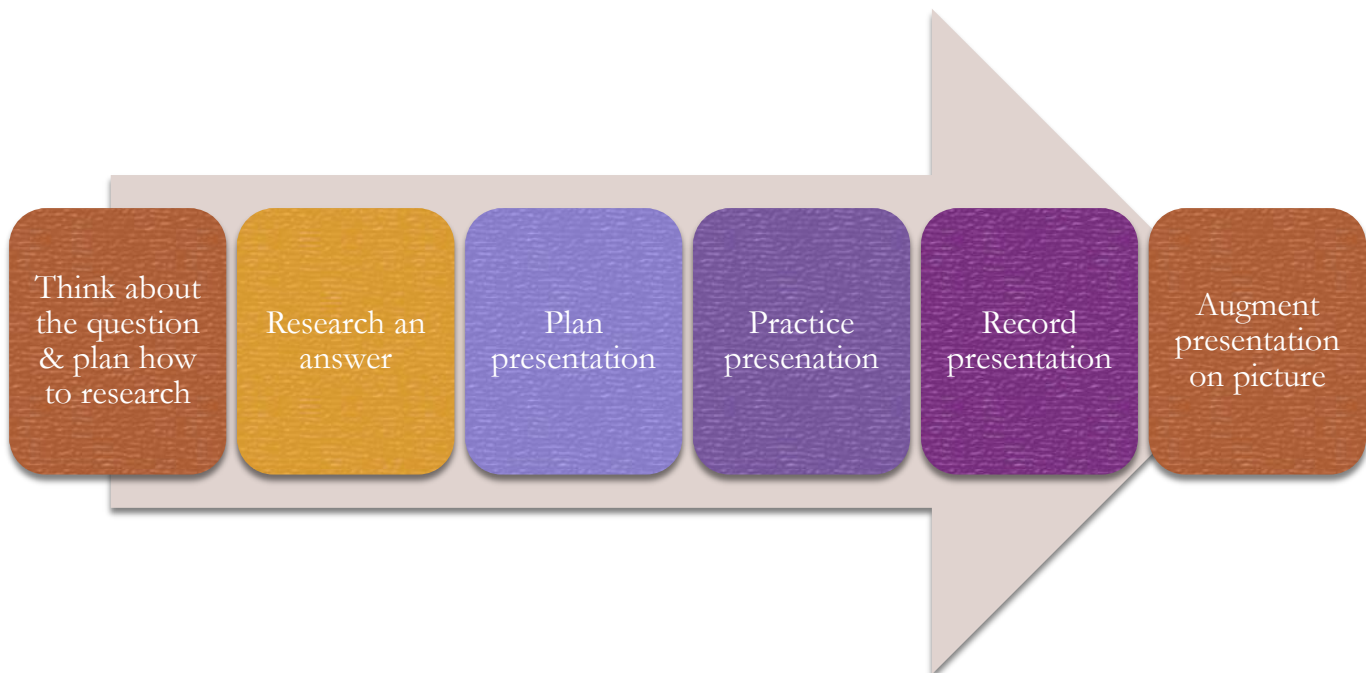 Think about
the question
& plan how
to research
Research an
answer
Plan
presentation
Practice
presenation
Record
presentation
Augment
presentation
on picture